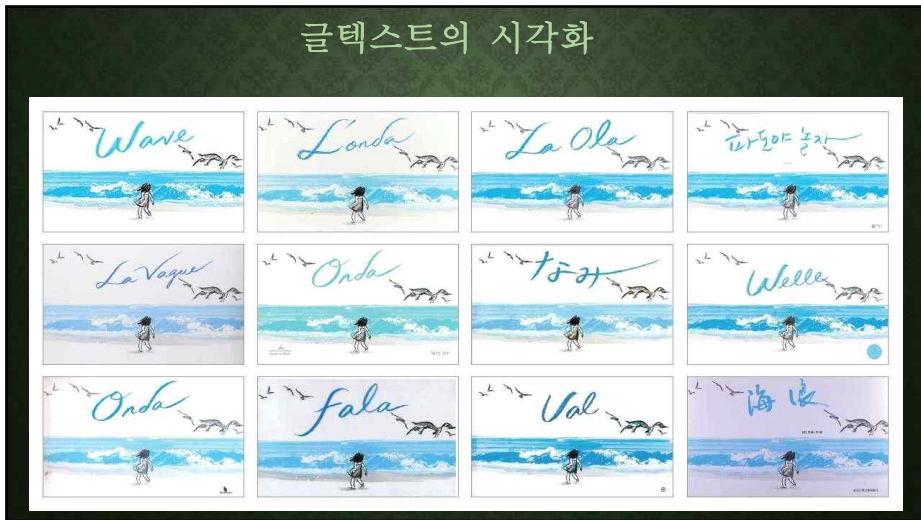 글텍스트의 시각화
Wave
L'onda
La Ola
파도야 놀자
La Vague
Onda
なみ
Welle
Onda
fala
Val
海浪